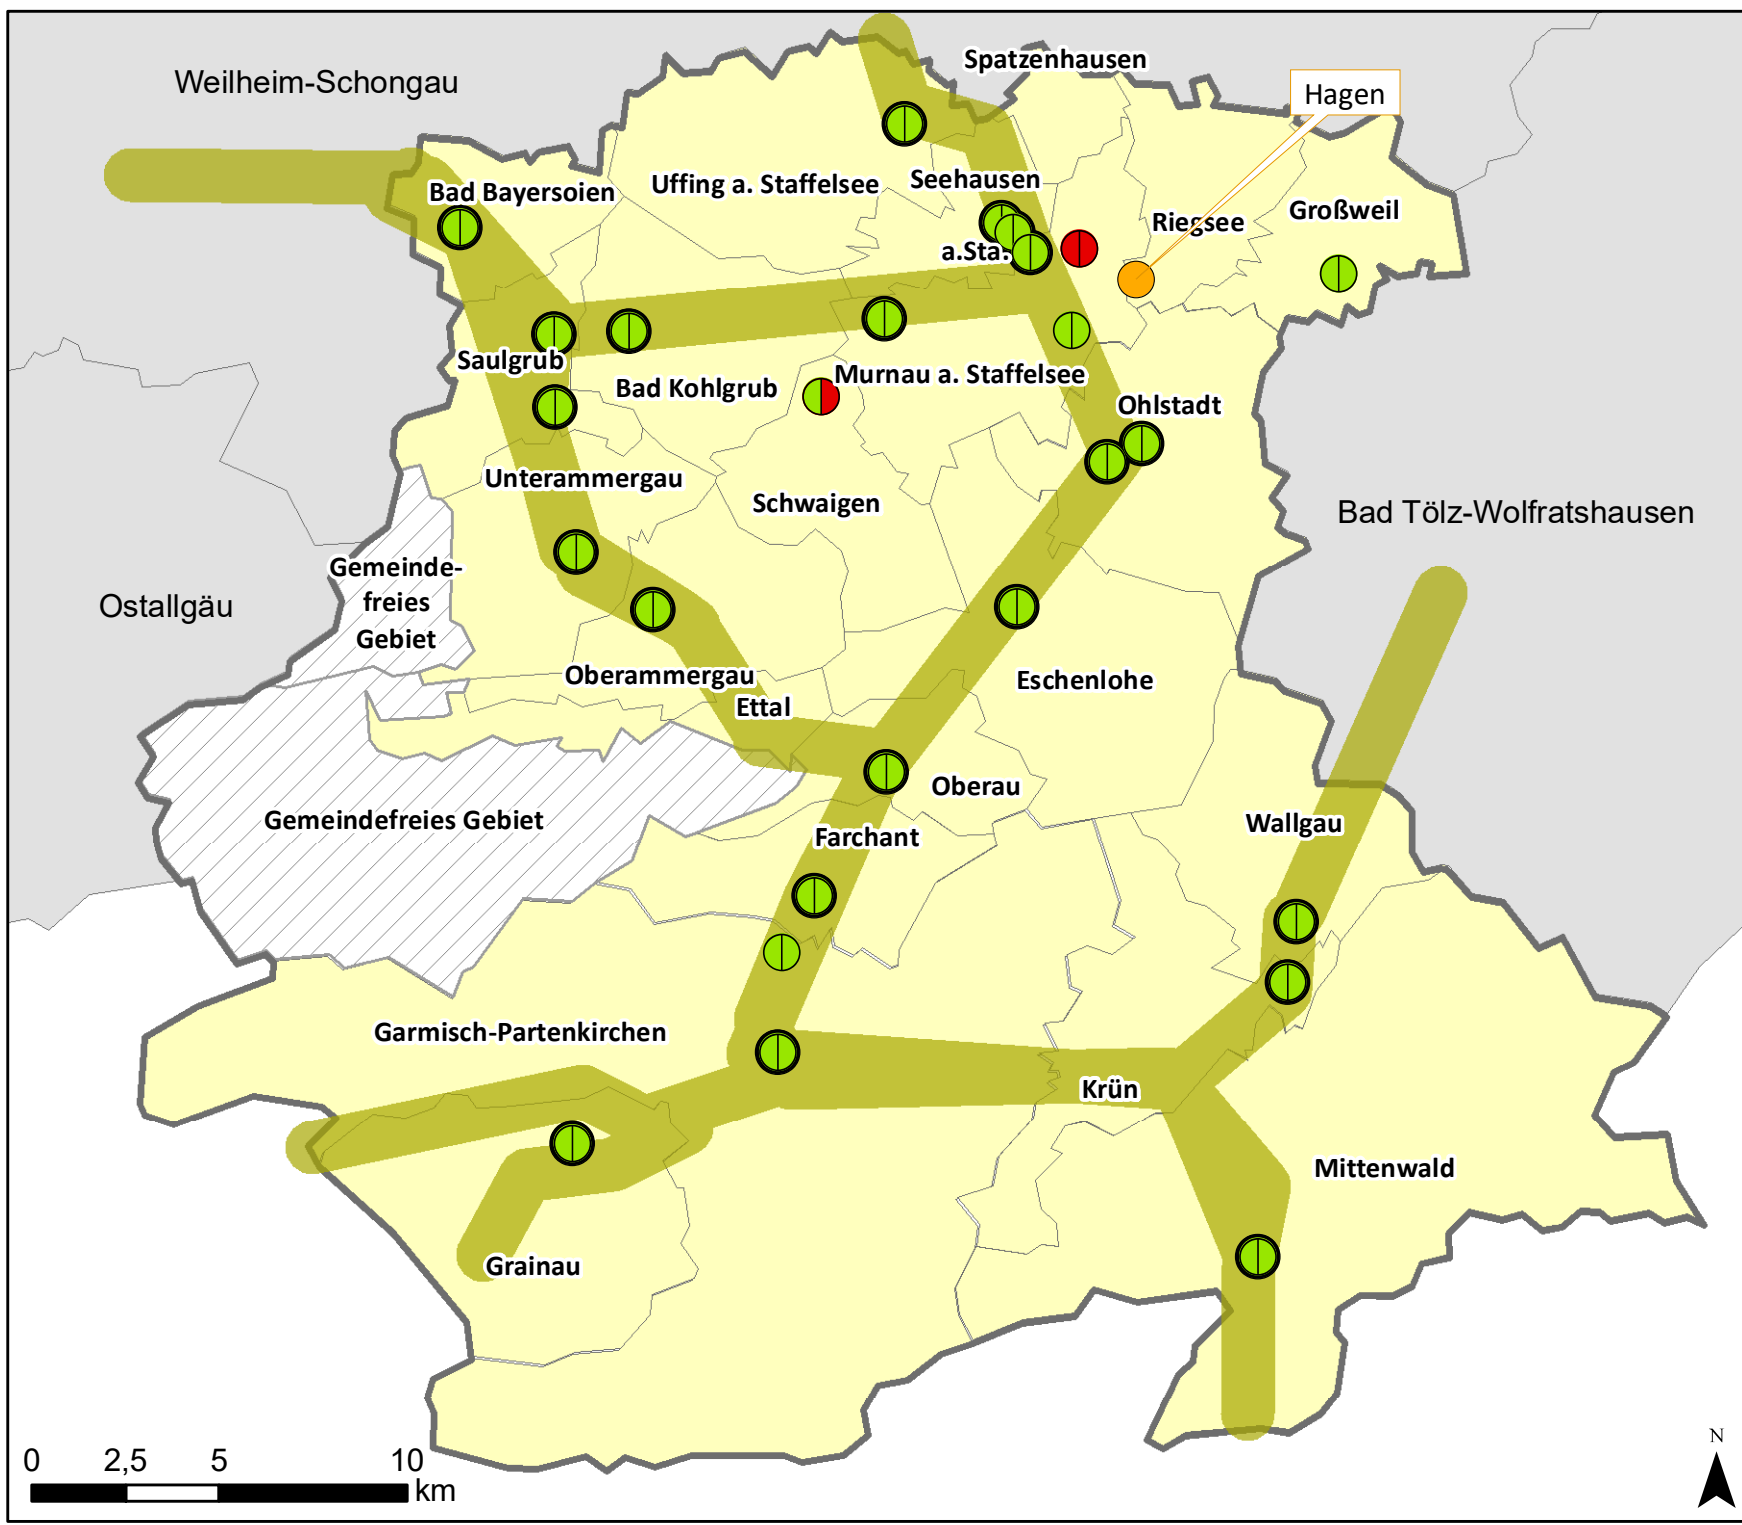 Spatzenhausen
Weilheim-Schongau
Hagen
Bad Bayersoien
Uffing a. Staffelsee
Seehausen
a.Sta.
Riegsee
Großweil
Saulgrub
Bad Kohlgrub
Murnau a. Staffelsee
Ohlstadt
Unterammergau
Schwaigen
Bad Tölz-Wolfratshausen
Gemeinde-
freies
Gebiet
Ostallgäu
Oberammergau
Ettal
Eschenlohe
Oberau
Gemeindefreies Gebiet
Farchant
Wallgau
Garmisch-Partenkirchen
Krün
Mittenwald
Grainau
0 2,5 5 10
km
N